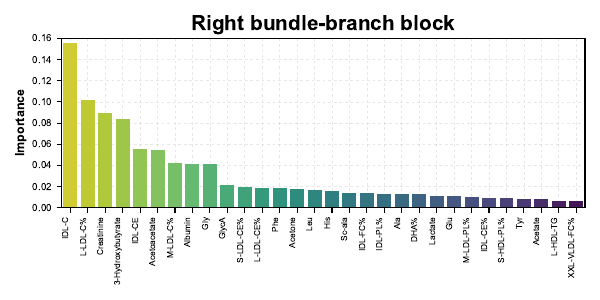 Right bundle-branch block
Importance
0.16
0.14
0.12
0.10
0.08
0.06
0.04
0.02
0.00
IDL-C
L-LDL-C%
Creatinine
3-Hydroxybutyrate
IDL-CE
Acetoacetate
M-LDL-C%
Albumin
Gly
GlycA
S-LDL-CE%
L-LDL-CE%
Phe
Acetone
Leu
His
Sc-ala
IDL-FC%
IDL-PL%
Ala
DHA%
Lactate
Glu
M-LDL-PL%
IDL-CE%
S-HDL-PL%
Tyr
Acetate
L-HDL-TG
XXL-VLDL-FC%